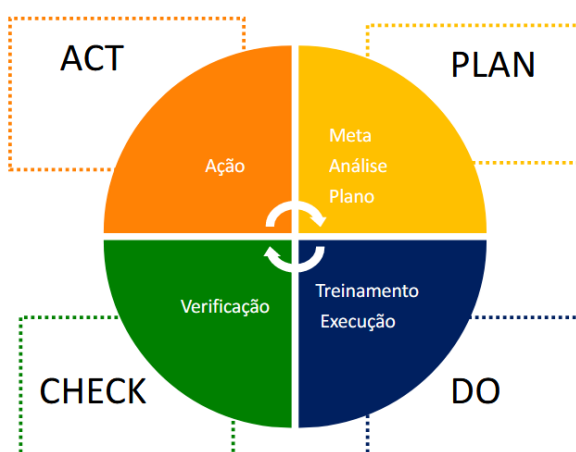 ACT
PLAN
Ação
Meta
Análise
Plano
Verificação
Treinamento
Execução
CHECK
DO